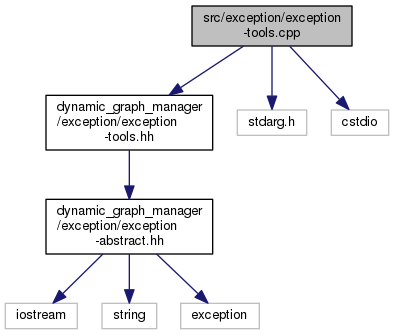 src/exception/exception
-tools.cpp
dynamic_graph_manager
/exception/exception
-tools.hh
stdarg.h
cstdio
dynamic_graph_manager
/exception/exception
-abstract.hh
iostream
string
exception